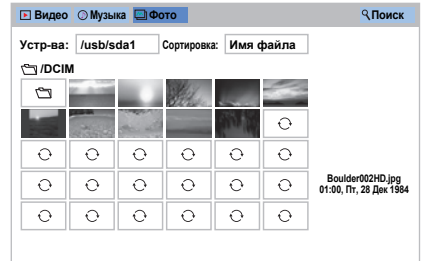 Видео Музыка Фото Поиск
Устр-ва: /usb/sda1 Сортировка: Имя файла
/DCIM
Boulder002HD.jpg
01:00, Пт, 28 Дек 1984